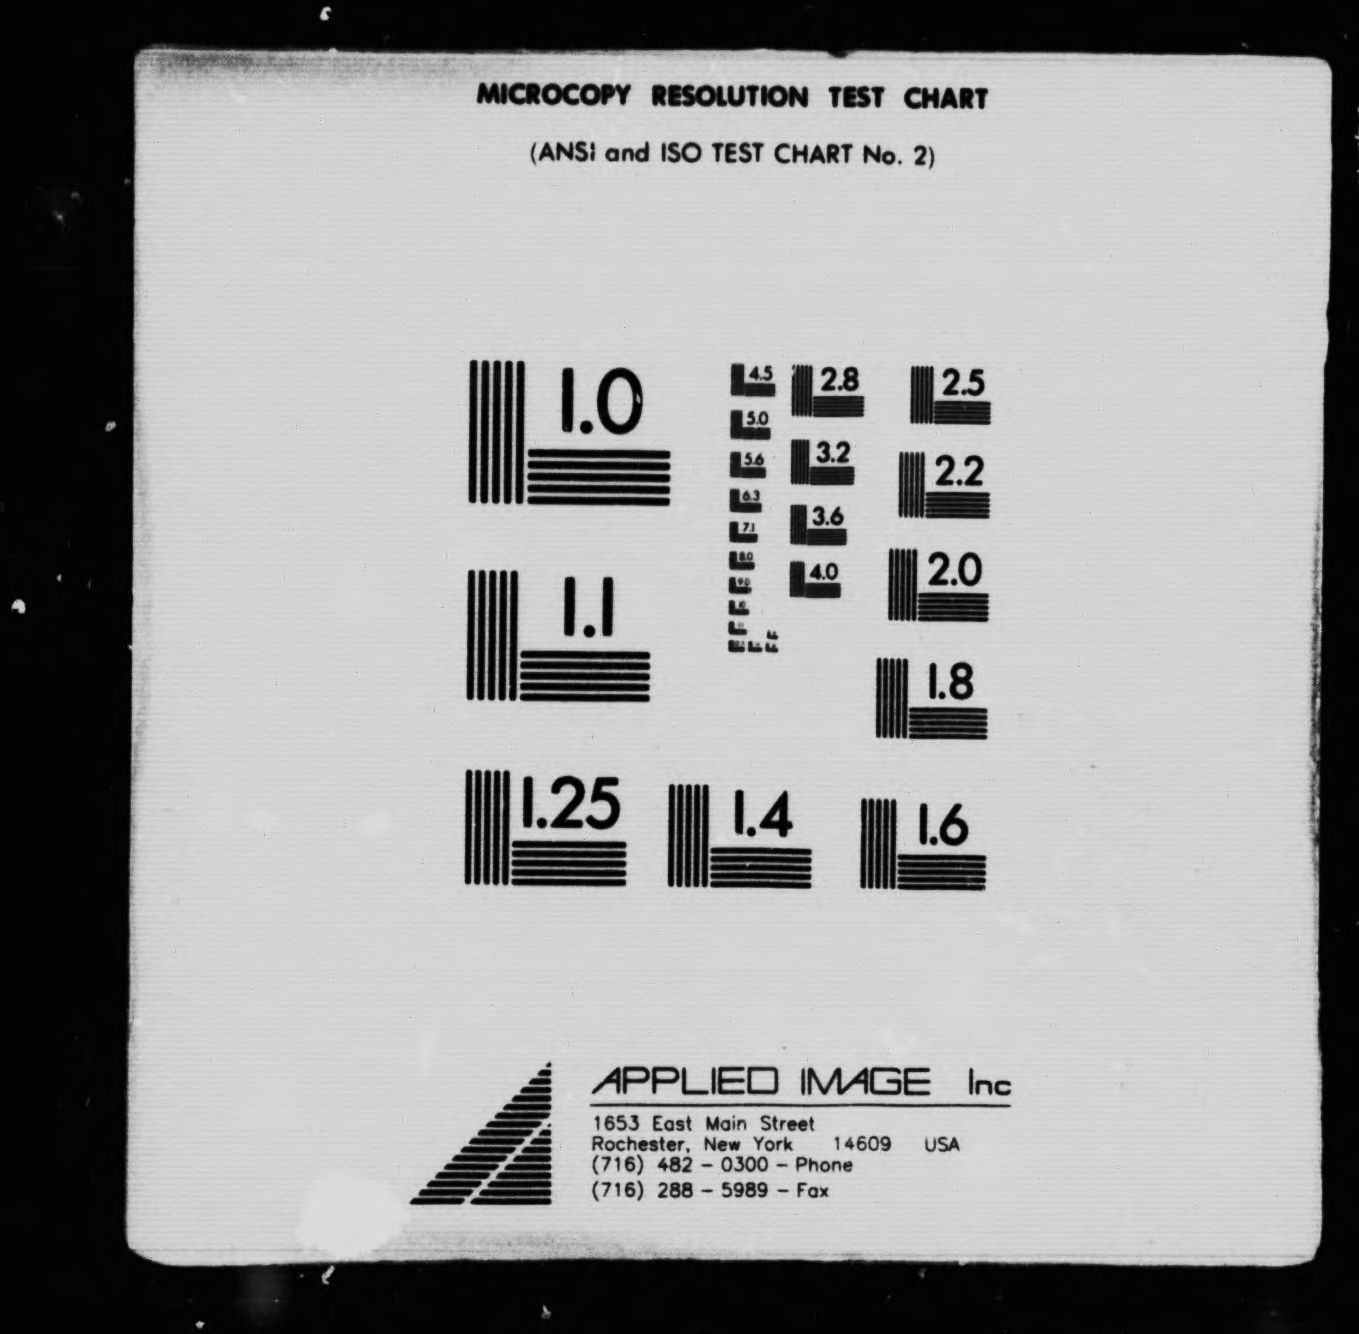 MICROCOPY RESOLUTION TEST CHART
(ANSI and ISO TEST CHART No. 2)
1.0
1.1
1.25
1.4
1.6
1.8
2.0
2.2
2.5
2.8
3.2
3.6
4.0
4.5
5.0
5.6
6.3
7.1
8.0
9.0
APPLIED IMAGE Inc
1653 East Main Street
Rochester, New York 14609 USA
(716) 482 - 0300 - Phone
(716) 288 - 5989 - Fax